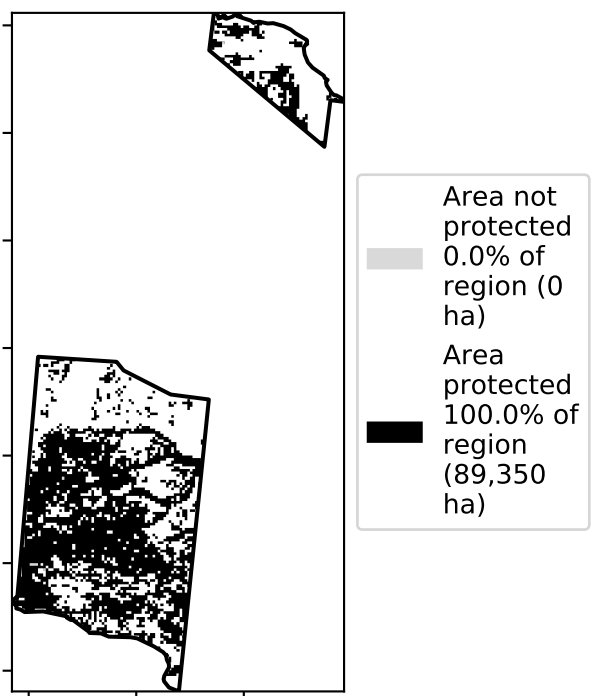 Area not
protected
0.0% of
region (0
ha)
Area
protected
100.0% of
region
(89,350
ha)